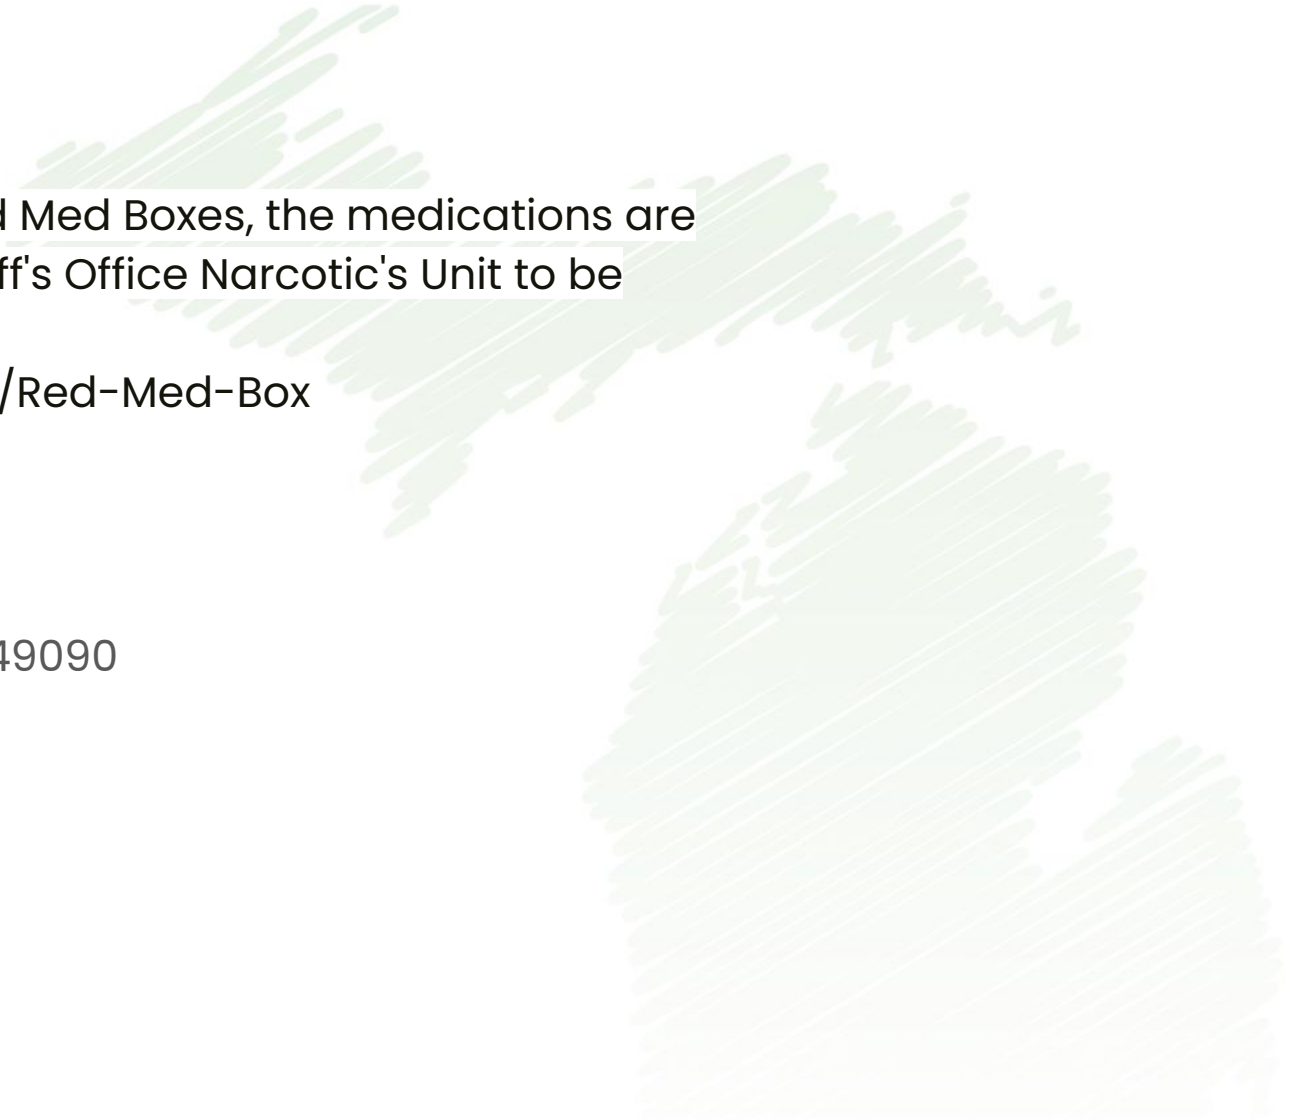 Med Boxes, the medications are
ff's Office Narcotic's Unit to be
/Red-Med-Box
49090